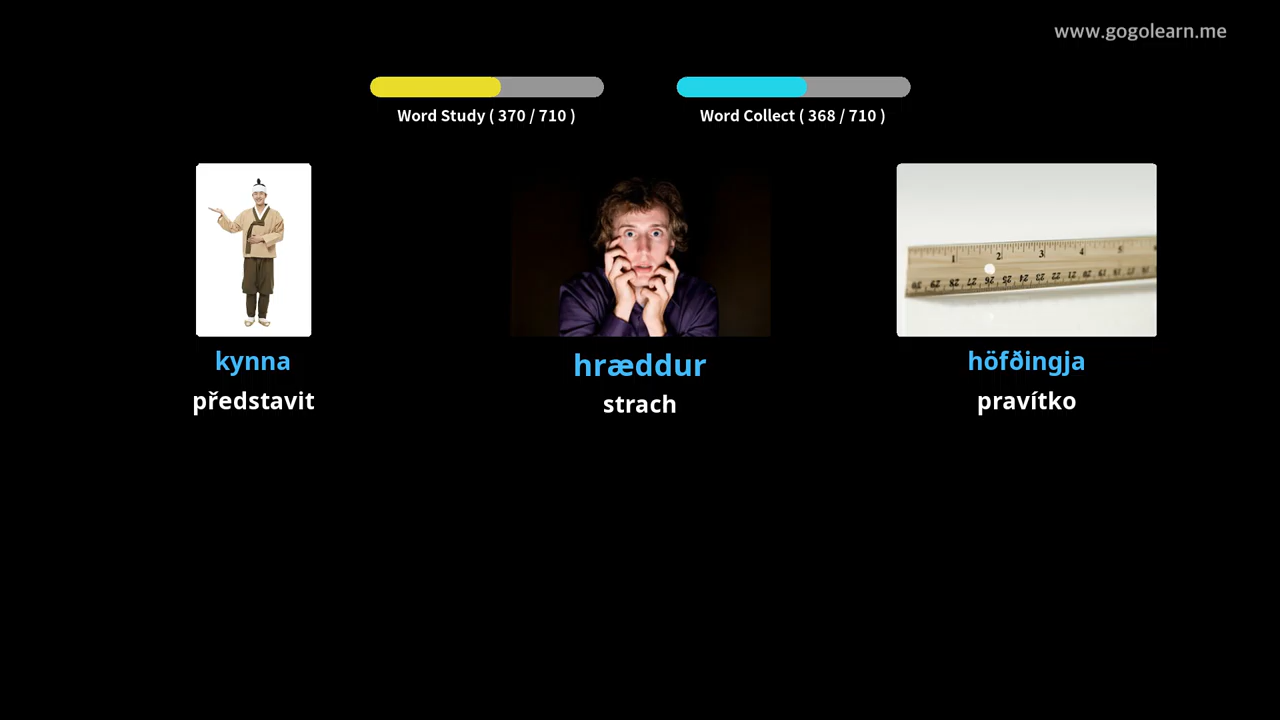 www.gogolearn.me
Word Study ( 370 / 710 )
Word Collect ( 368 / 710 )
kynna
představit
hræddur
strach
höfðingja
pravítko